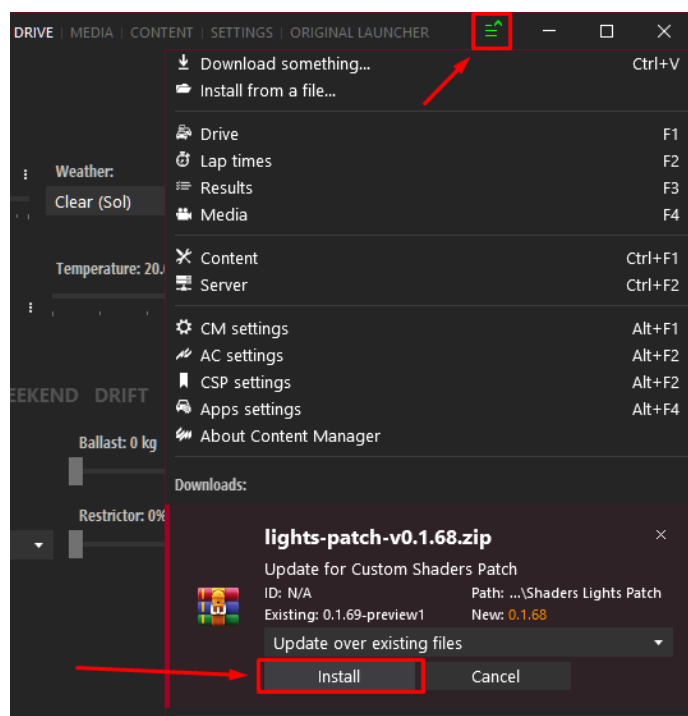 DRIVE | MEDIA | CONTENT | SETTINGS | ORIGINAL LAUNCHER
Download something... Ctrl+V
Install from a file...
Drive F1
Lap times F2
Weather:
Results F3
Clear (Sol)
Media F4
Content Ctrl+F1
Temperature: 20.
Server Ctrl+F2
CM settings Alt+F1
AC settings Alt+F2
CSP settings Alt+F2
EEKEND DRIFT
Apps settings Alt+F4
Ballast: 0 kg
About Content Manager
Downloads:
Restrictor: 0%
lights-patch-v0.1.68.zip
Update for Custom Shaders Patch
ID: N/A Path: ...\Shaders Lights Patch
Existing: 0.1.69-preview1 New: 0.1.68
Update over existing files
Install Cancel